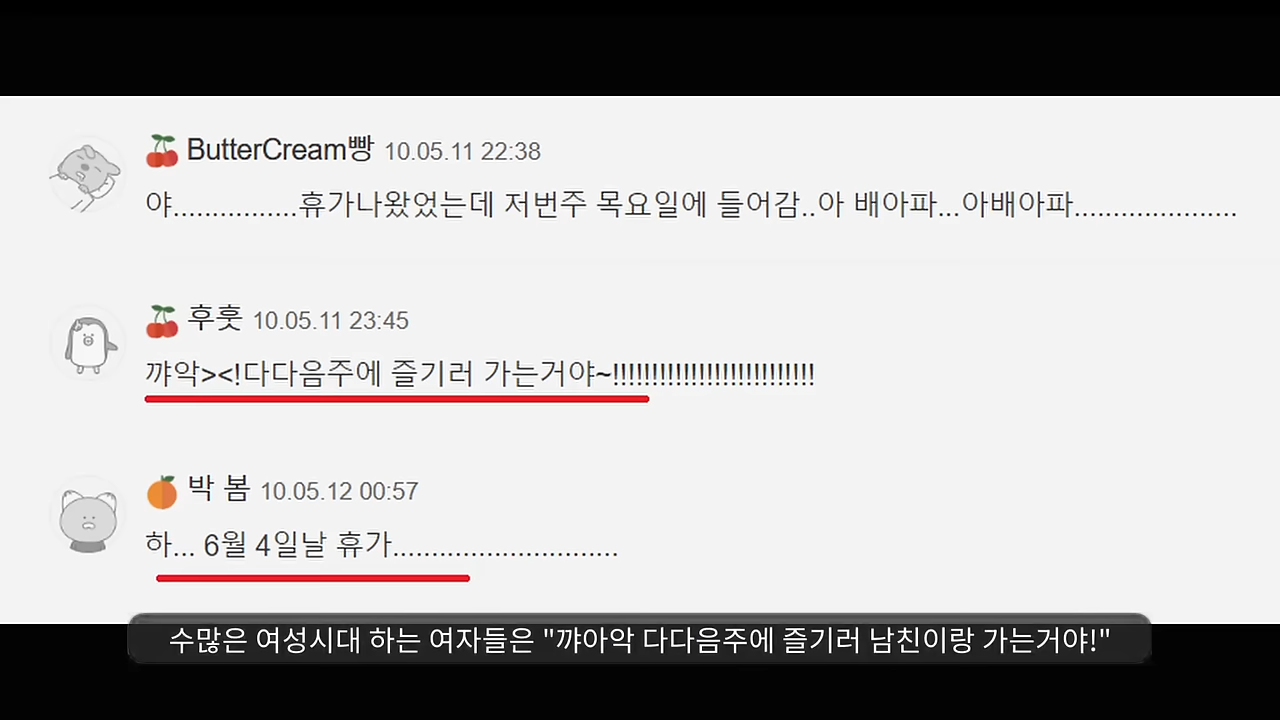 ButterCream빵 10.05.11 22:38
야................휴가나왔었는데 저번주 목요일에 들어감..아 배아파...아배아파.....................
후훗 10.05.11 23:45
꺄악><!다다음주에 즐기러 가는거야~!!!!!!!!!!!!!!!!!!!!!!!!!!
박 봄 10.05.12 00:57
하... 6월 4일날 휴가.............................
수많은 여성시대 하는 여자들은 "꺄아악 다다음주에 즐기러 남친이랑 가는거야!"